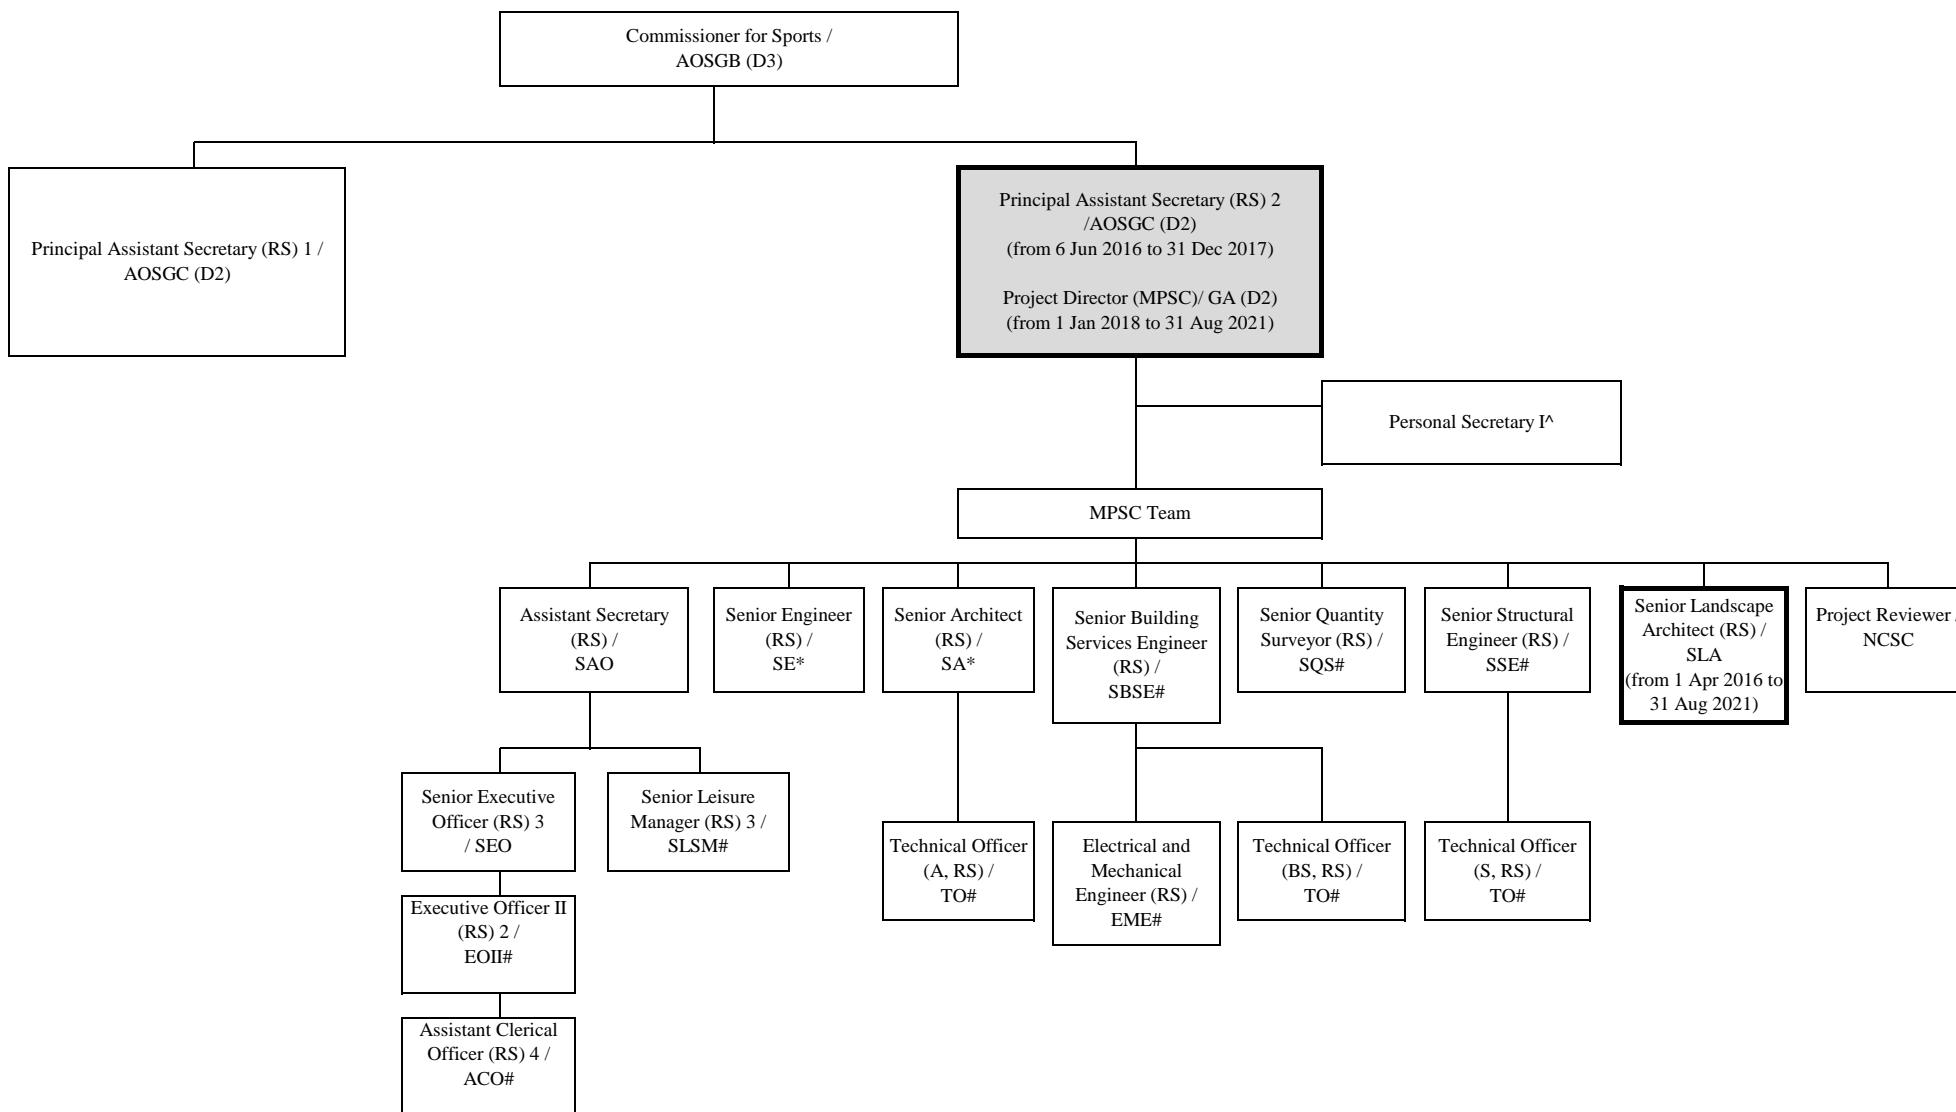 Commissioner for Sports /
AOSGB (D3)
Principal Assistant Secretary (RS) 1 /
AOSGC (D2)
Principal Assistant Secretary (RS) 2
/AOSGC (D2)
(from 6 Jun 2016 to 31 Dec 2017)
Project Director (MPSC)/ GA (D2)
(from 1 Jan 2018 to 31 Aug 2021)
Personal Secretary I^
MPSC Team
Assistant Secretary
(RS) /
SAO
Senior Engineer
(RS) /
SE*
Senior Architect
(RS) /
SA*
Senior Building
Services Engineer
(RS) /
SBSE#
Senior Quantity
Surveyor (RS) /
SQS#
Senior Structural
Engineer (RS) /
SSE#
Senior Landscape
Architect (RS) /
SLA
(from 1 Apr 2016 to
31 Aug 2021)
Project Reviewer /
NCSC
Senior Executive
Officer (RS) 3
/ SEO
Senior Leisure
Manager (RS) 3 /
SLSM#
Technical Officer
(A, RS) /
TO#
Electrical and
Mechanical
Engineer (RS) /
EME#
Technical Officer
(BS, RS) /
TO#
Technical Officer
(S, RS) /
TO#
Executive Officer II
(RS) 2 /
EOII#
Assistant Clerical
Officer (RS) 4 /
ACO#